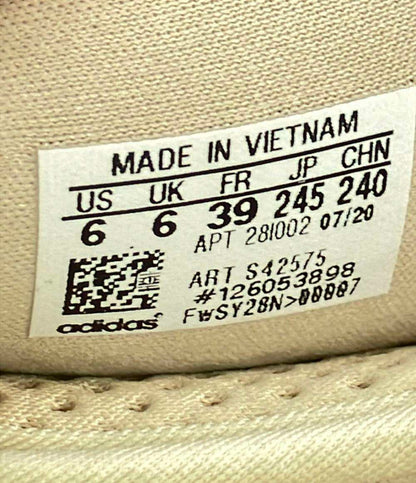 MADE IN VIETNAM
US UK FR JP CHN
6 6 39 245 240
APT 281002 07/20
ART S42575
#126053898
FWSY28N>00007
adidas